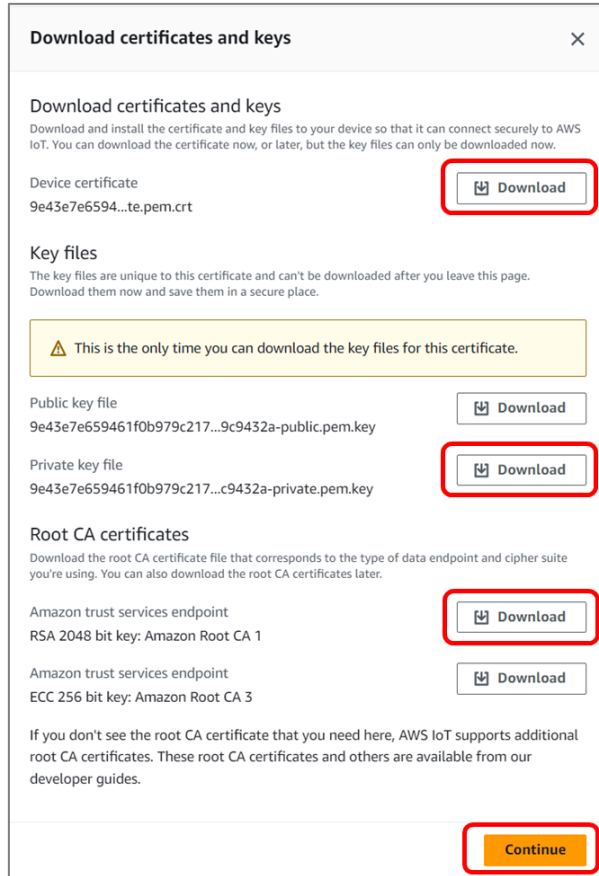 Download certificates and keys
Download certificates and keys
Download and install the certificate and key files to your device so that it can connect securely to AWS
IoT. You can download the certificate now, or later, but the key files can only be downloaded now.
Device certificate
Download
9e43e7e6594...te.pem.crt
Key files
The key files are unique to this certificate and can't be downloaded after you leave this page.
Download them now and save them in a secure place.
This is the only time you can download the key files for this certificate.
Public key file
Download
9e43e7e659461f0b979c217...9c9432a-public.pem.key
Private key file
Download
9e43e7e659461f0b979c217...c9432a-private.pem.key
Root CA certificates
Download the root CA certificate file that corresponds to the type of data endpoint and cipher suite
you're using. You can also download the root CA certificates later.
Amazon trust services endpoint
Download
RSA 2048 bit key: Amazon Root CA 1
Amazon trust services endpoint
Download
ECC 256 bit key: Amazon Root CA 3
If you don't see the root CA certificate that you need here, AWS IoT supports additional
root CA certificates. These root CA certificates and others are available from our
developer guides.
Continue